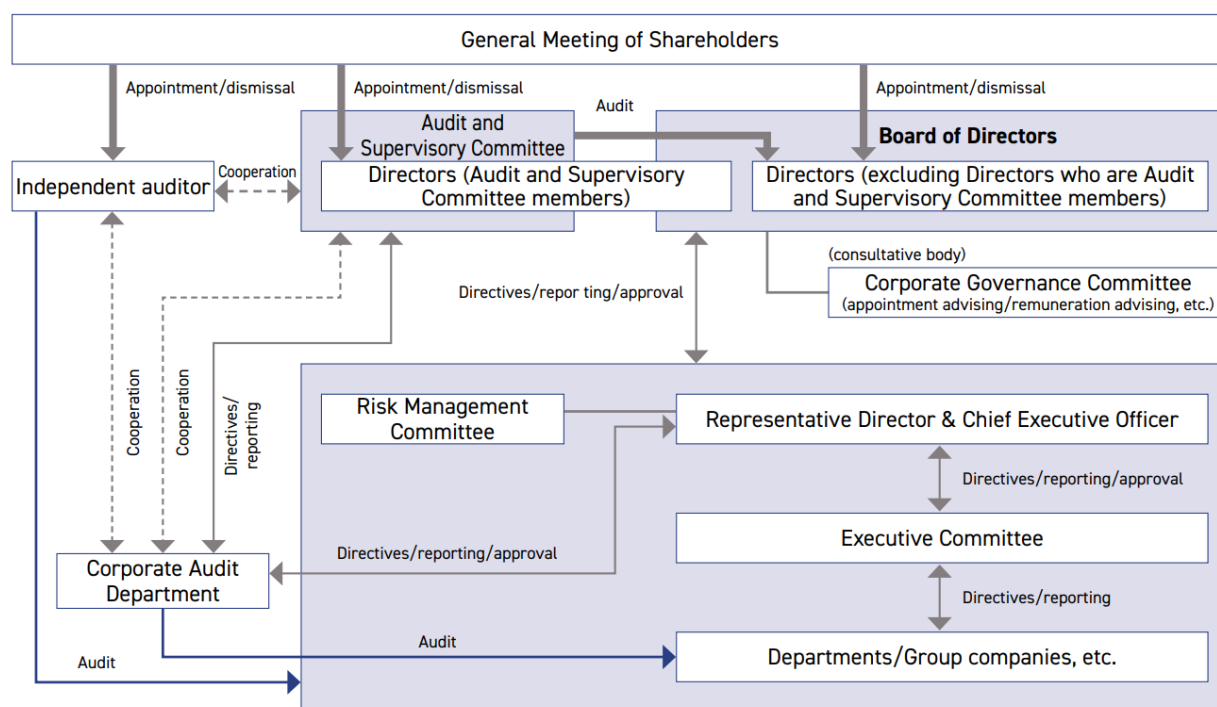 General Meeting of Shareholders
Appointment/dismissal
Appointment/dismissal
Appointment/dismissal
Audit
Audit and
Supervisory Committee
Board of Directors
Independent auditor
Cooperation
Directors (Audit and Supervisory
Committee members)
Directors (excluding Directors who are Audit
and Supervisory Committee members)
(consultative body)
Corporate Governance Committee
(appointment advising/remuneration advising, etc.)
Directives/repor ting/approval
Cooperation
Cooperation
Directives/
reporting
Risk Management
Committee
Representative Director & Chief Executive Officer
Directives/reporting/approval
Executive Committee
Directives/reporting/approval
Corporate Audit
Department
Directives/reporting
Audit
Departments/Group companies, etc.
Audit